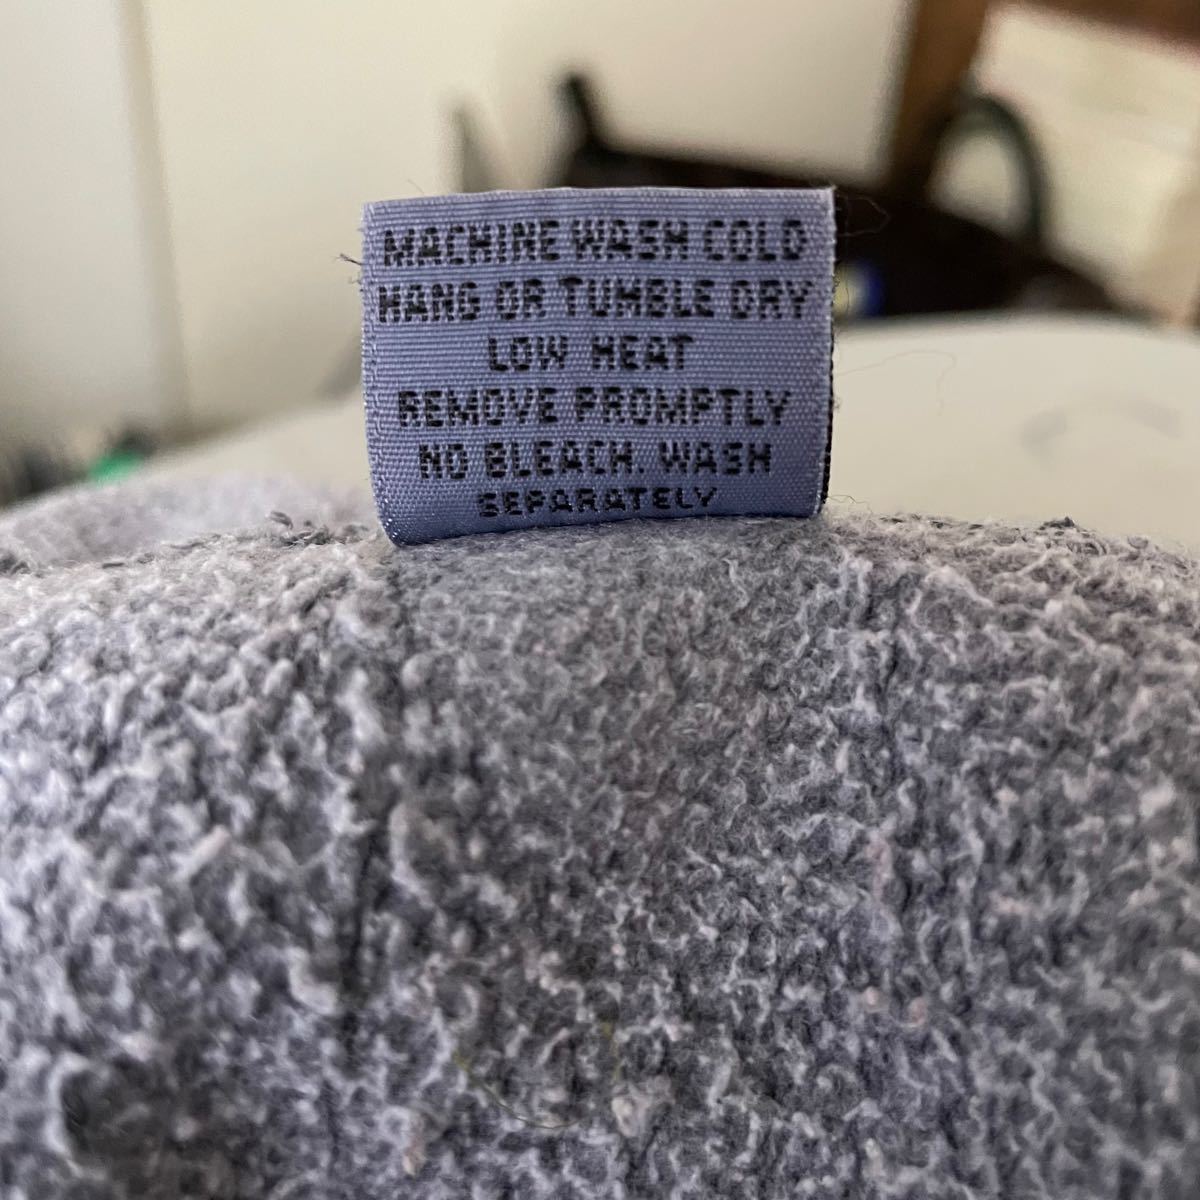 MACHINE WASH COLD
HANG OR TUMBLE DRY
LOW HEAT
REMOVE PROMPTLY
NO BLEACH. WASH
SEPARATELY